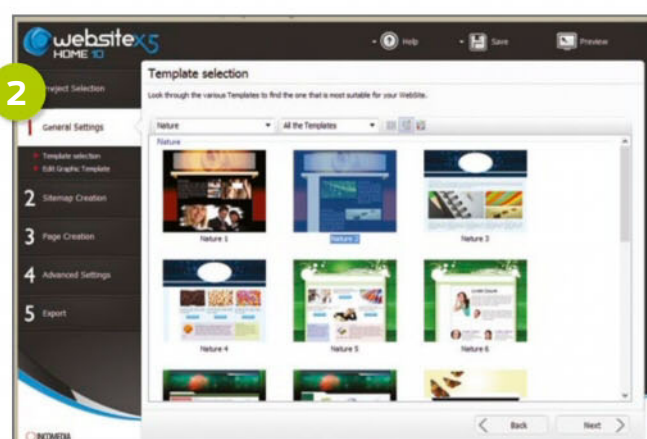 websitex5
HOME 10
Help
Save
Preview
2
Project Selection
1 General Settings
Template selection
Edit Graphic Template
2 Sitemap Creation
3 Page Creation
4 Advanced Settings
5 Export
INCOMEDIA
Template selection
Look through the various Templates to find the one that is most suitable for your WebSite.
Nature
All the Templates
Nature
Nature 1
Nature 2
Nature 3
Nature 4
Nature 5
Nature 6
Back
Next